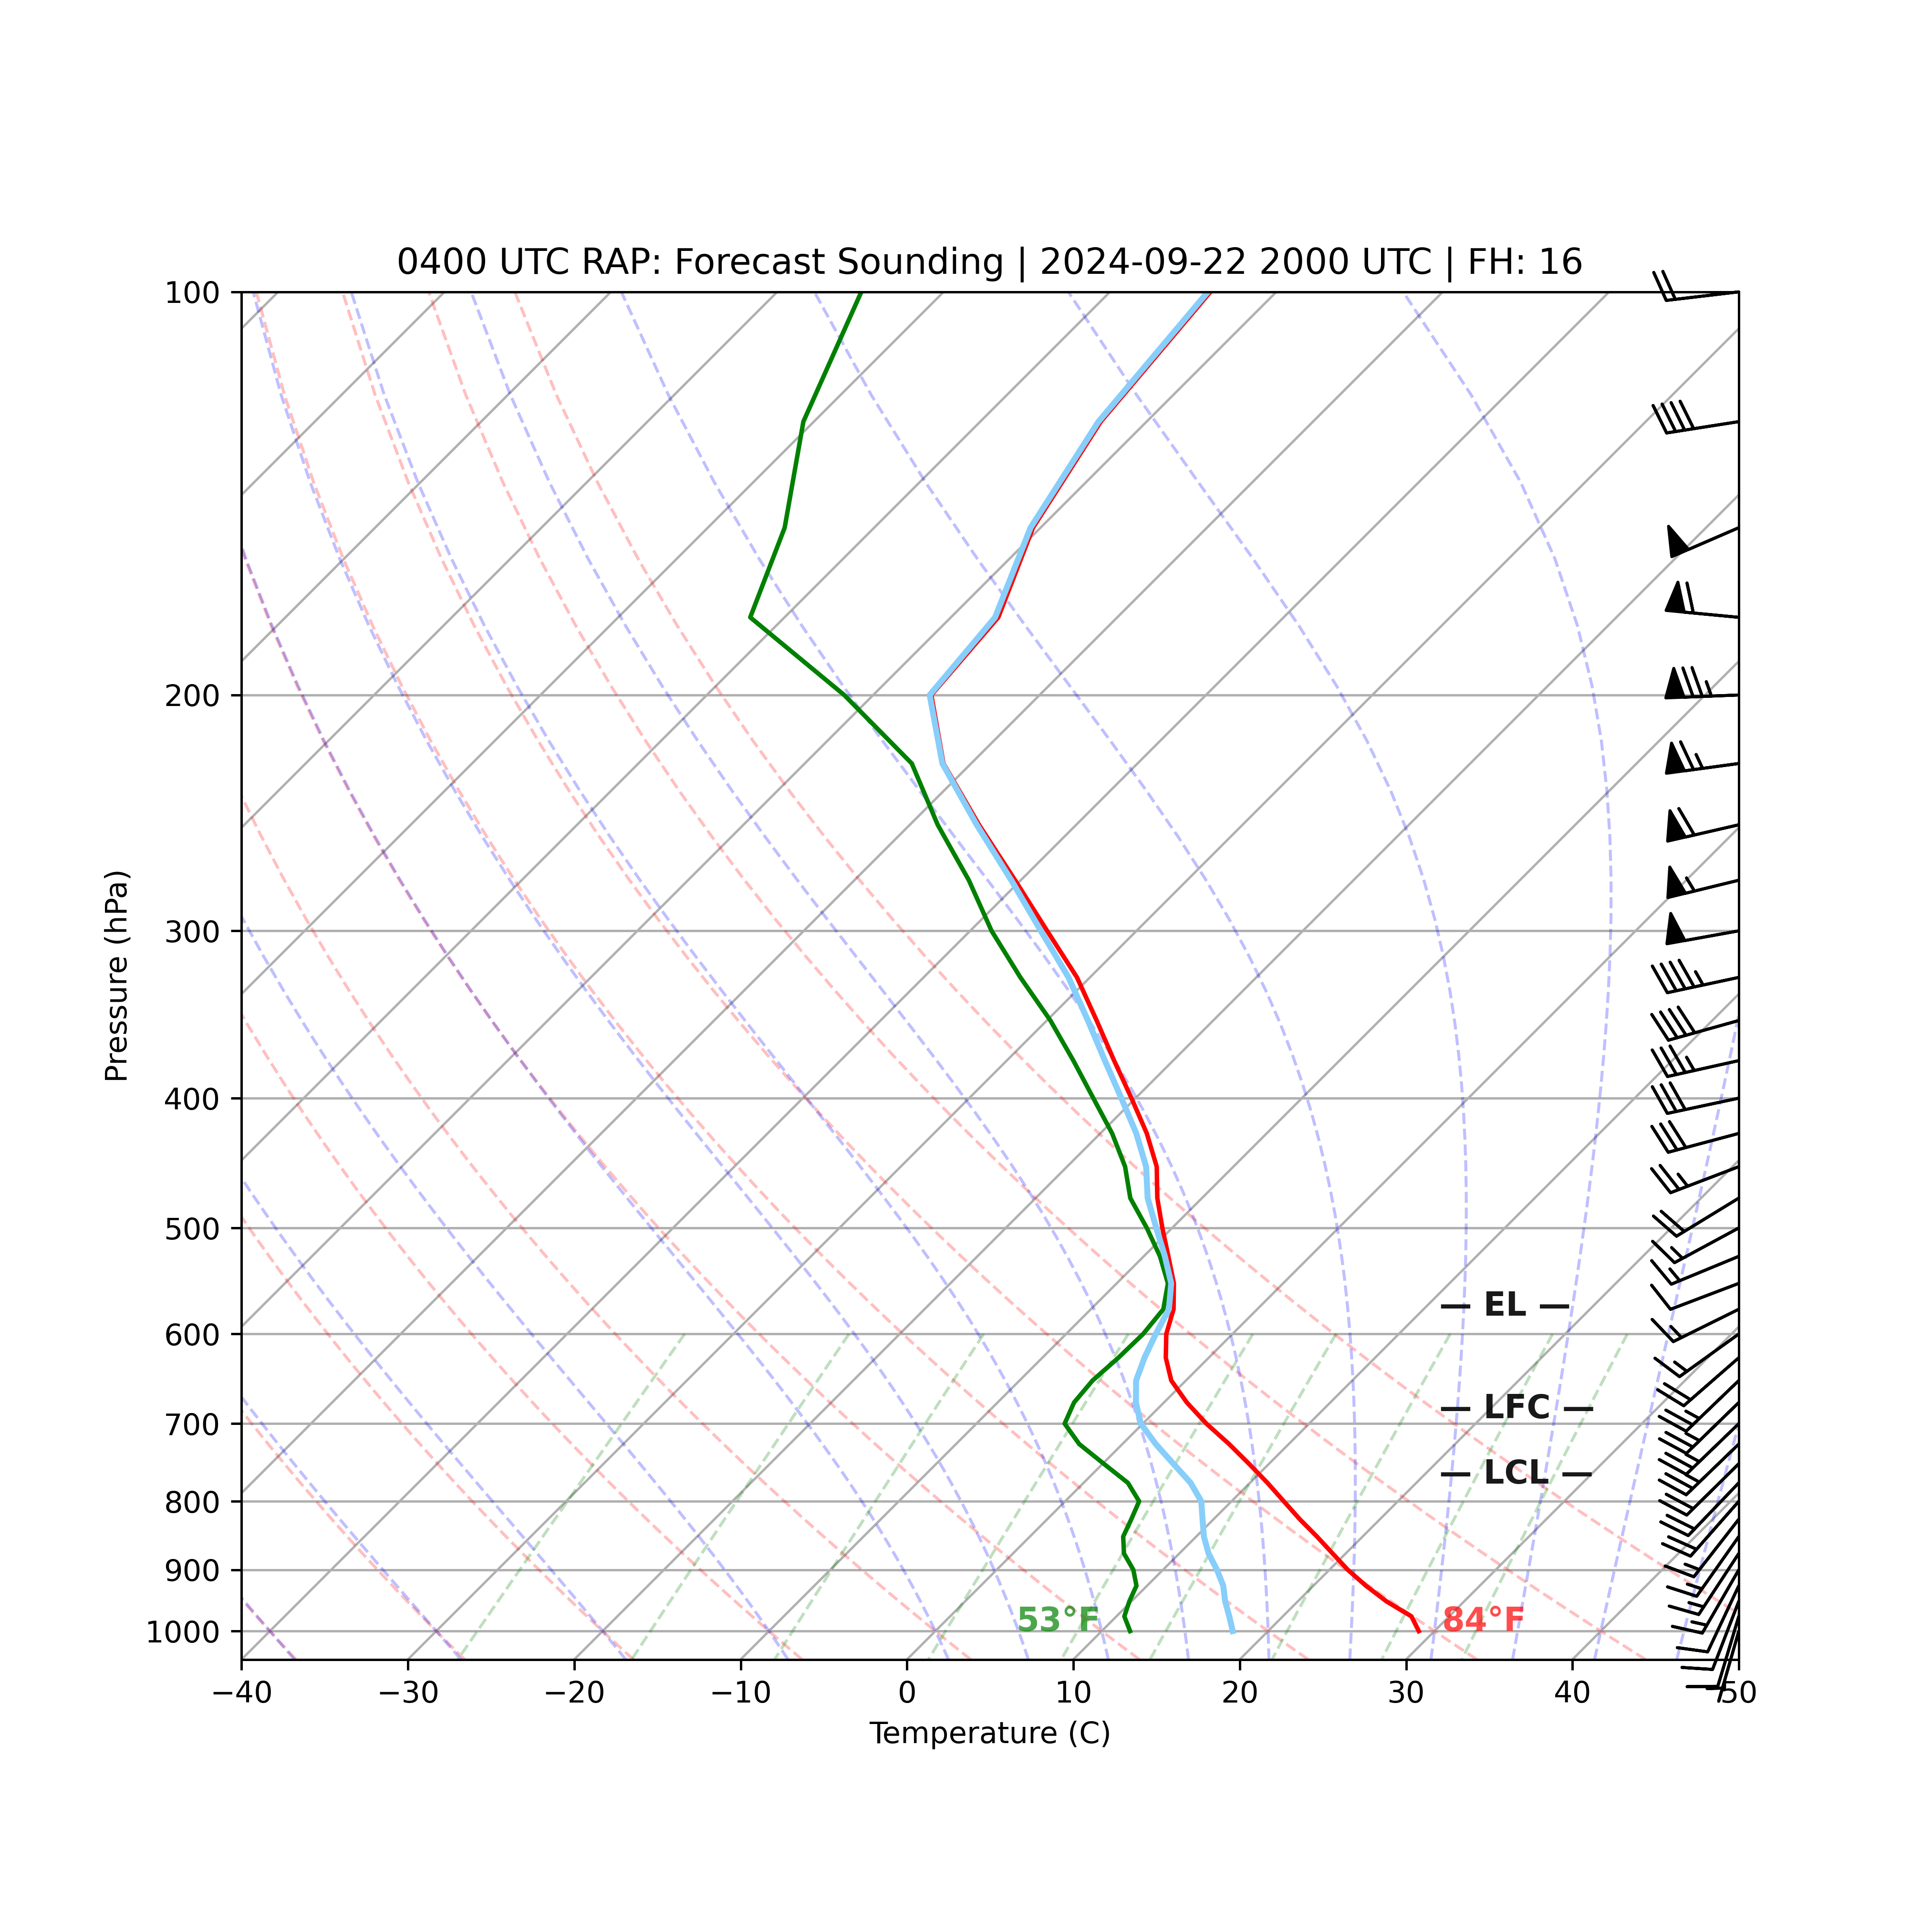 0400 UTC RAP: Forecast Sounding | 2024-09-22 2000 UTC | FH: 16
100
200
300
400
500
— EL —
600
— LFC —
700
— LCL —
800
900
53°F 84°F
1000
−40 −30 −20 −10 0 10 20 30 40 50
Temperature (C)
Pressure (hPa)